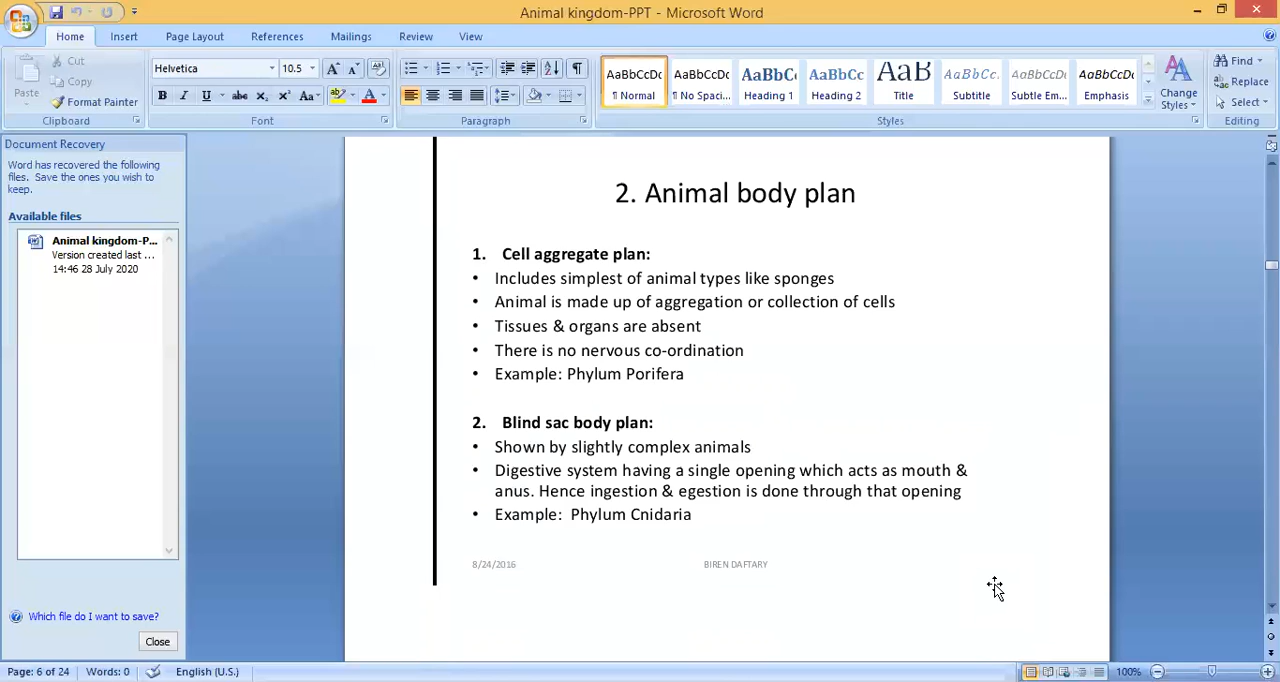 Animal kingdom-PPT - Microsoft Word
Home Insert Page Layout References Mailings Review View
Paste
Cut
Copy
Format Painter
Clipboard
Helvetica 10.5
Font
Paragraph
AaBbCcDc AaBbCcDc AaBbC( AaBbCc AaB AaBbCc. AaBbCcDc AaBbCcDc
¶ Normal ¶ No Spaci... Heading 1 Heading 2 Title Subtitle Subtle Em... Emphasis
Change
Styles
Styles
Find
Replace
Select
Editing
Document Recovery
Word has recovered the following
files. Save the ones you wish to
keep.
Available files
Animal kingdom-P...
Version created last ...
14:46 28 July 2020
Which file do I want to save?
Close
2. Animal body plan
1. Cell aggregate plan:
• Includes simplest of animal types like sponges
• Animal is made up of aggregation or collection of cells
• Tissues & organs are absent
• There is no nervous co-ordination
• Example: Phylum Porifera
2. Blind sac body plan:
• Shown by slightly complex animals
• Digestive system having a single opening which acts as mouth &
anus. Hence ingestion & egestion is done through that opening
• Example: Phylum Cnidaria
8/24/2016 BIREN DAFTARY
Page: 6 of 24 Words: 0 English (U.S.) 100%